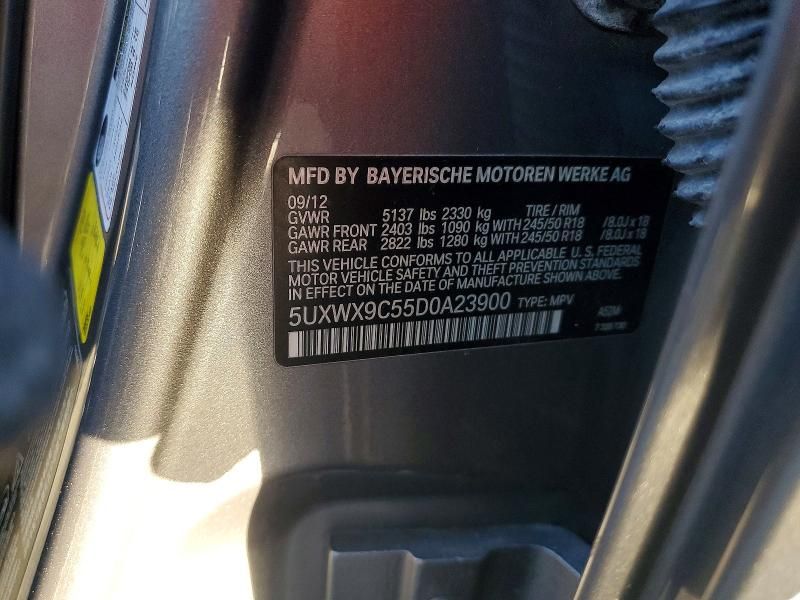 MFD BY BAYERISCHE MOTOREN WERKE AG
09/12
GVWR 5137 lbs 2330 kg TIRE / RIM
GAWR FRONT 2403 lbs 1090 kg WITH 245/50 R18 /8.0J x 18
GAWR REAR 2822 lbs 1280 kg WITH 245/50 R18 /8.0J x 18
THIS VEHICLE CONFORMS TO ALL APPLICABLE U. S. FEDERAL
MOTOR VEHICLE SAFETY AND THEFT PREVENTION STANDARDS
IN EFFECT ON THE DATE OF MANUFACTURE SHOWN ABOVE.
5UXWX9C55D0A23900 TYPE: MPV